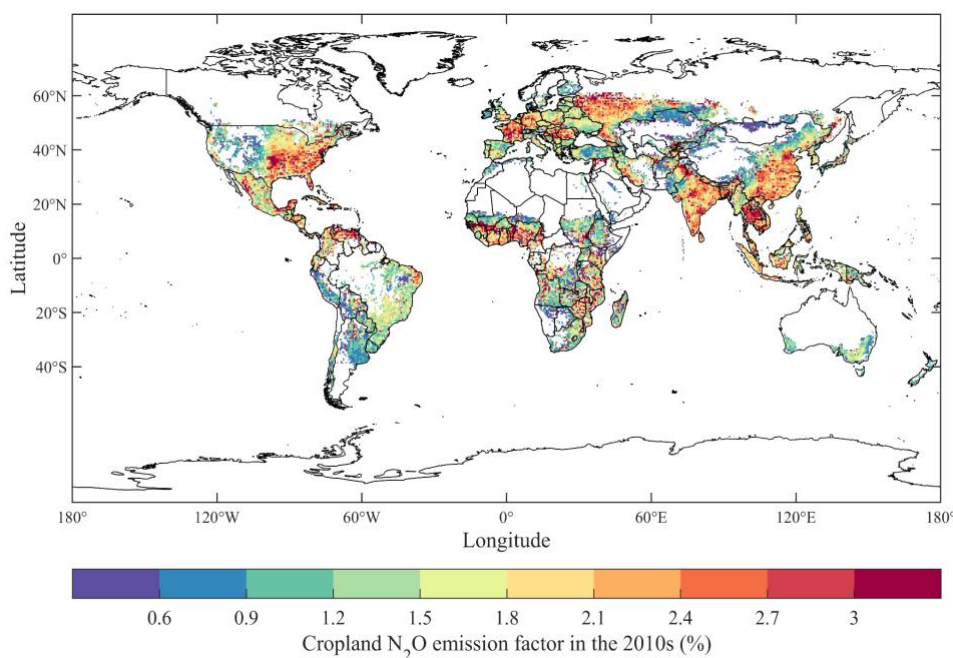 60°N
40°N
20°N
0°
20°S
40°S
Latitude
180°
120°W
60°W
0°
60°E
120°E
180°
Longitude
0.6
0.9
1.2
1.5
1.8
2.1
2.4
2.7
3
Cropland N₂O emission factor in the 2010s (%)